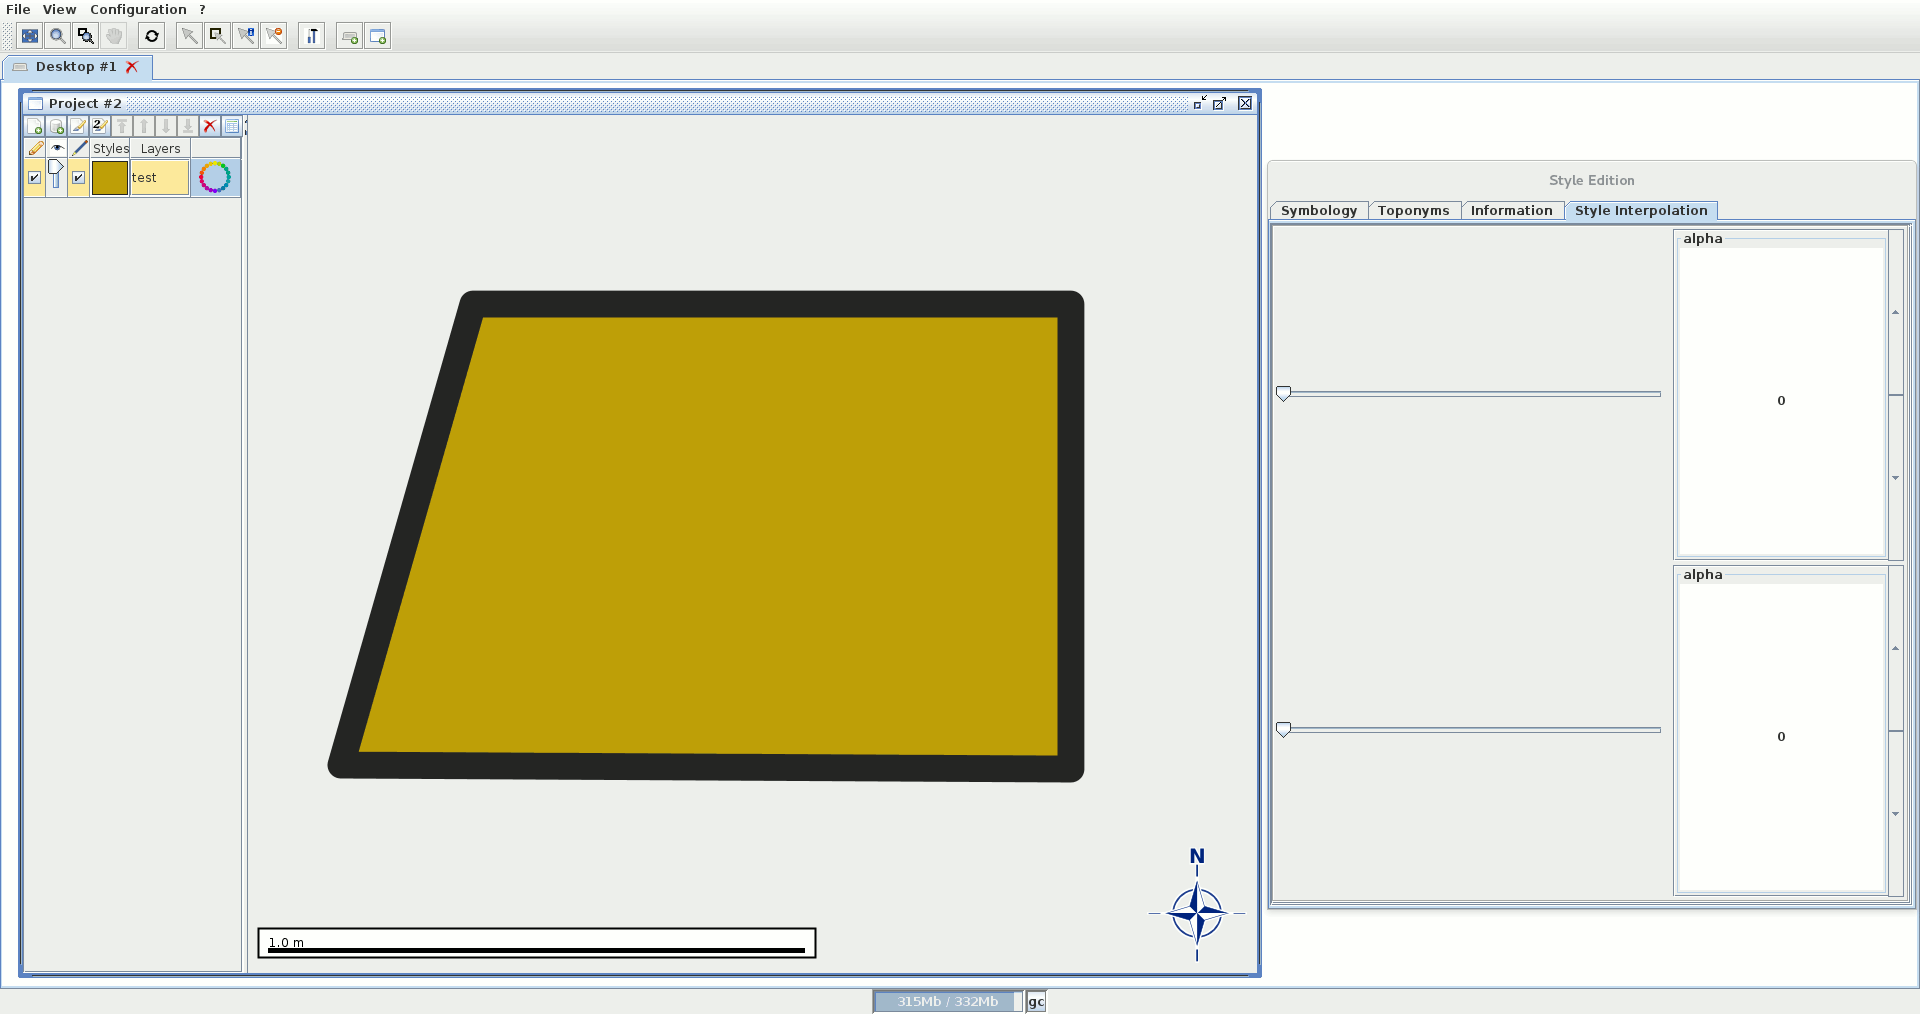 File View Configuration ?
Desktop #1
Project #2
Styles Layers
test
Style Edition
Symbology Toponyms Information Style Interpolation
alpha
0
alpha
0
N
1.0 m
315Mb / 332Mb gc